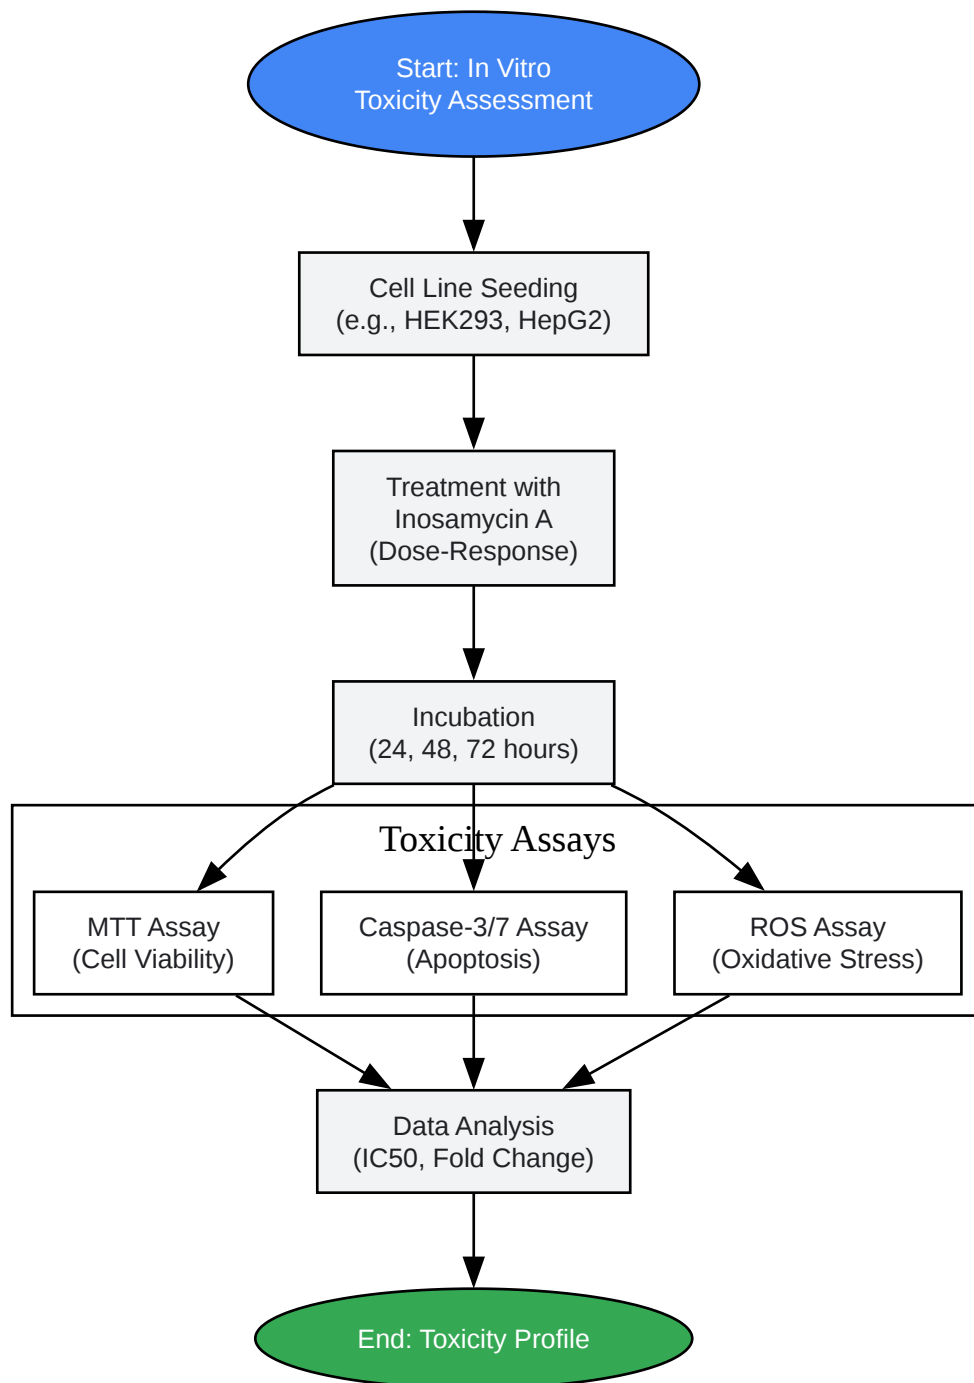 Start: In Vitro
Toxicity Assessment
Cell Line Seeding
(e.g., HEK293, HepG2)
Treatment with
Inosamycin A
(Dose-Response)
Incubation
(24, 48, 72 hours)
Toxicity Assays
MTT Assay
(Cell Viability)
Caspase-3/7 Assay
(Apoptosis)
ROS Assay
(Oxidative Stress)
Data Analysis
(IC50, Fold Change)
End: Toxicity Profile